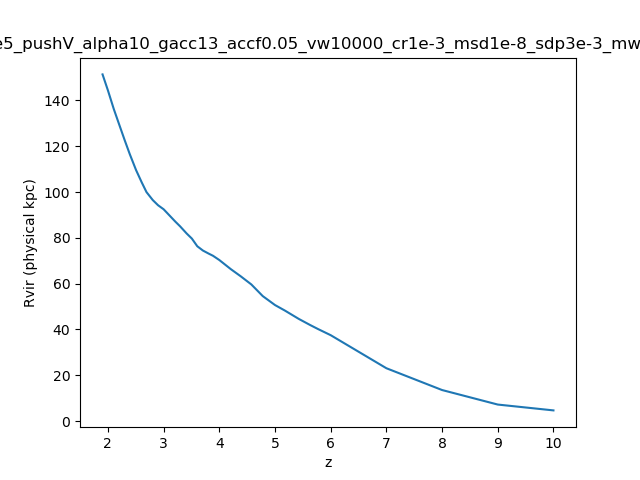 e5_pushV_alpha10_gacc13_accf0.05_vw10000_cr1e-3_msd1e-8_sdp3e-3_mw
140
120
100
80
60
40
20
0
Rvir (physical kpc)
2 3 4 5 6 7 8 9 10
z